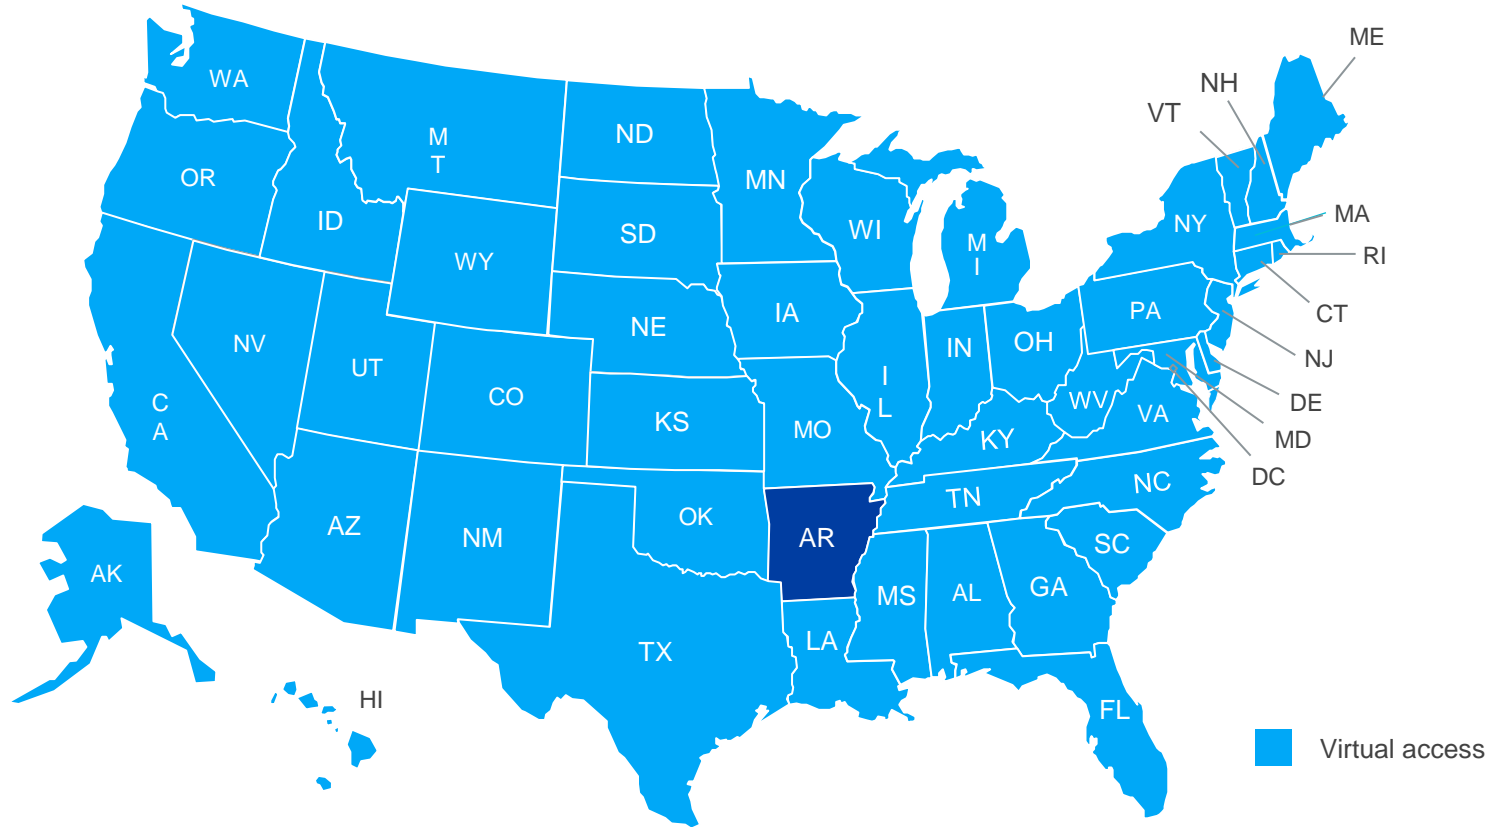 ME
NH
VT
WA
M
T
ND
MN
OR
ID
WI
NY
MA
SD
M
I
RI
WY
CT
IA
NE
PA
NV
IN
OH
NJ
UT
I
L
CO
WV
DE
C
A
KS
MO
VA
KY
MD
DC
NC
TN
AZ
NM
OK
AR
SC
AK
MS
AL
GA
LA
TX
HI
FL
Virtual access